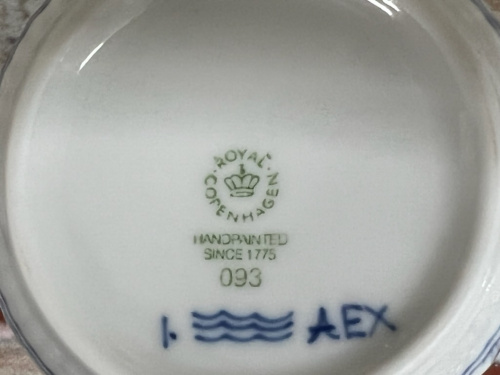 ROYAL
COPENHAGEN
HANDPAINTED
SINCE 1775
093
1. AEX